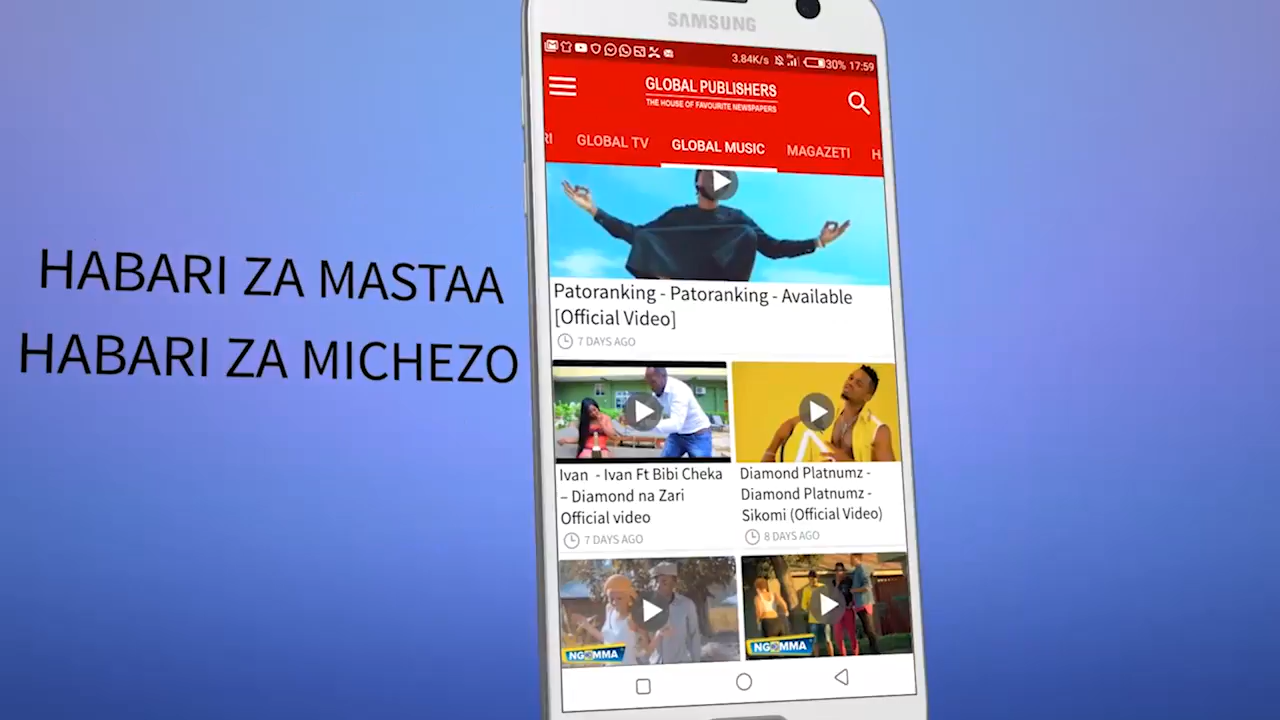 HABARI ZA MASTAA
HABARI ZA MICHEZO
SAMSUNG
3.84K/s 30% 17:59
GLOBAL PUBLISHERS
THE HOUSE OF FAVOURITE NEWSPAPERS
RI GLOBAL TV GLOBAL MUSIC MAGAZETI H
Patoranking - Patoranking - Available
[Official Video]
7 DAYS AGO
Ivan - Ivan Ft Bibi Cheka
– Diamond na Zari
Official video
7 DAYS AGO
Diamond Platnumz -
Diamond Platnumz -
Sikomi (Official Video)
8 DAYS AGO
NGOMMA
NGOMMA